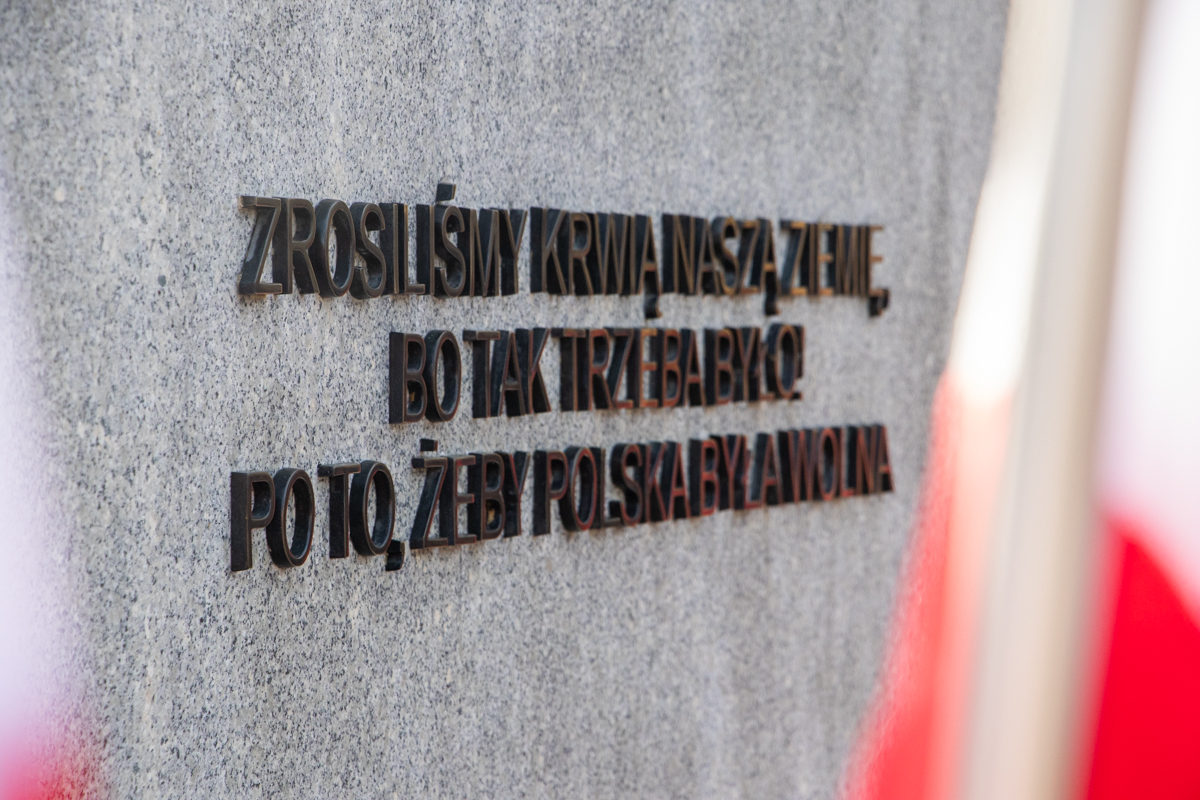 ZROSILIŚMY KRWIĄ NASZĄ ZIEMIĘ,
BO TAK TRZEBA BYŁO!
PO TO, ŻEBY POLSKA BYŁA WOLNA